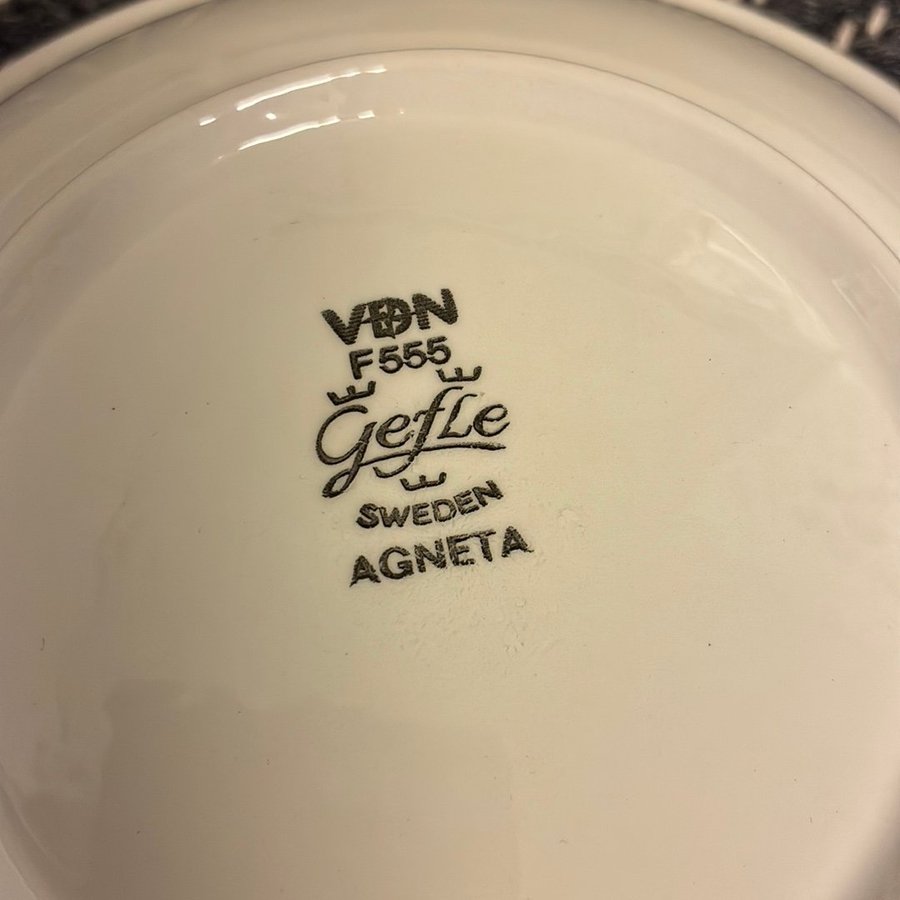 VDN
F555
Gefle
SWEDEN
AGNETA